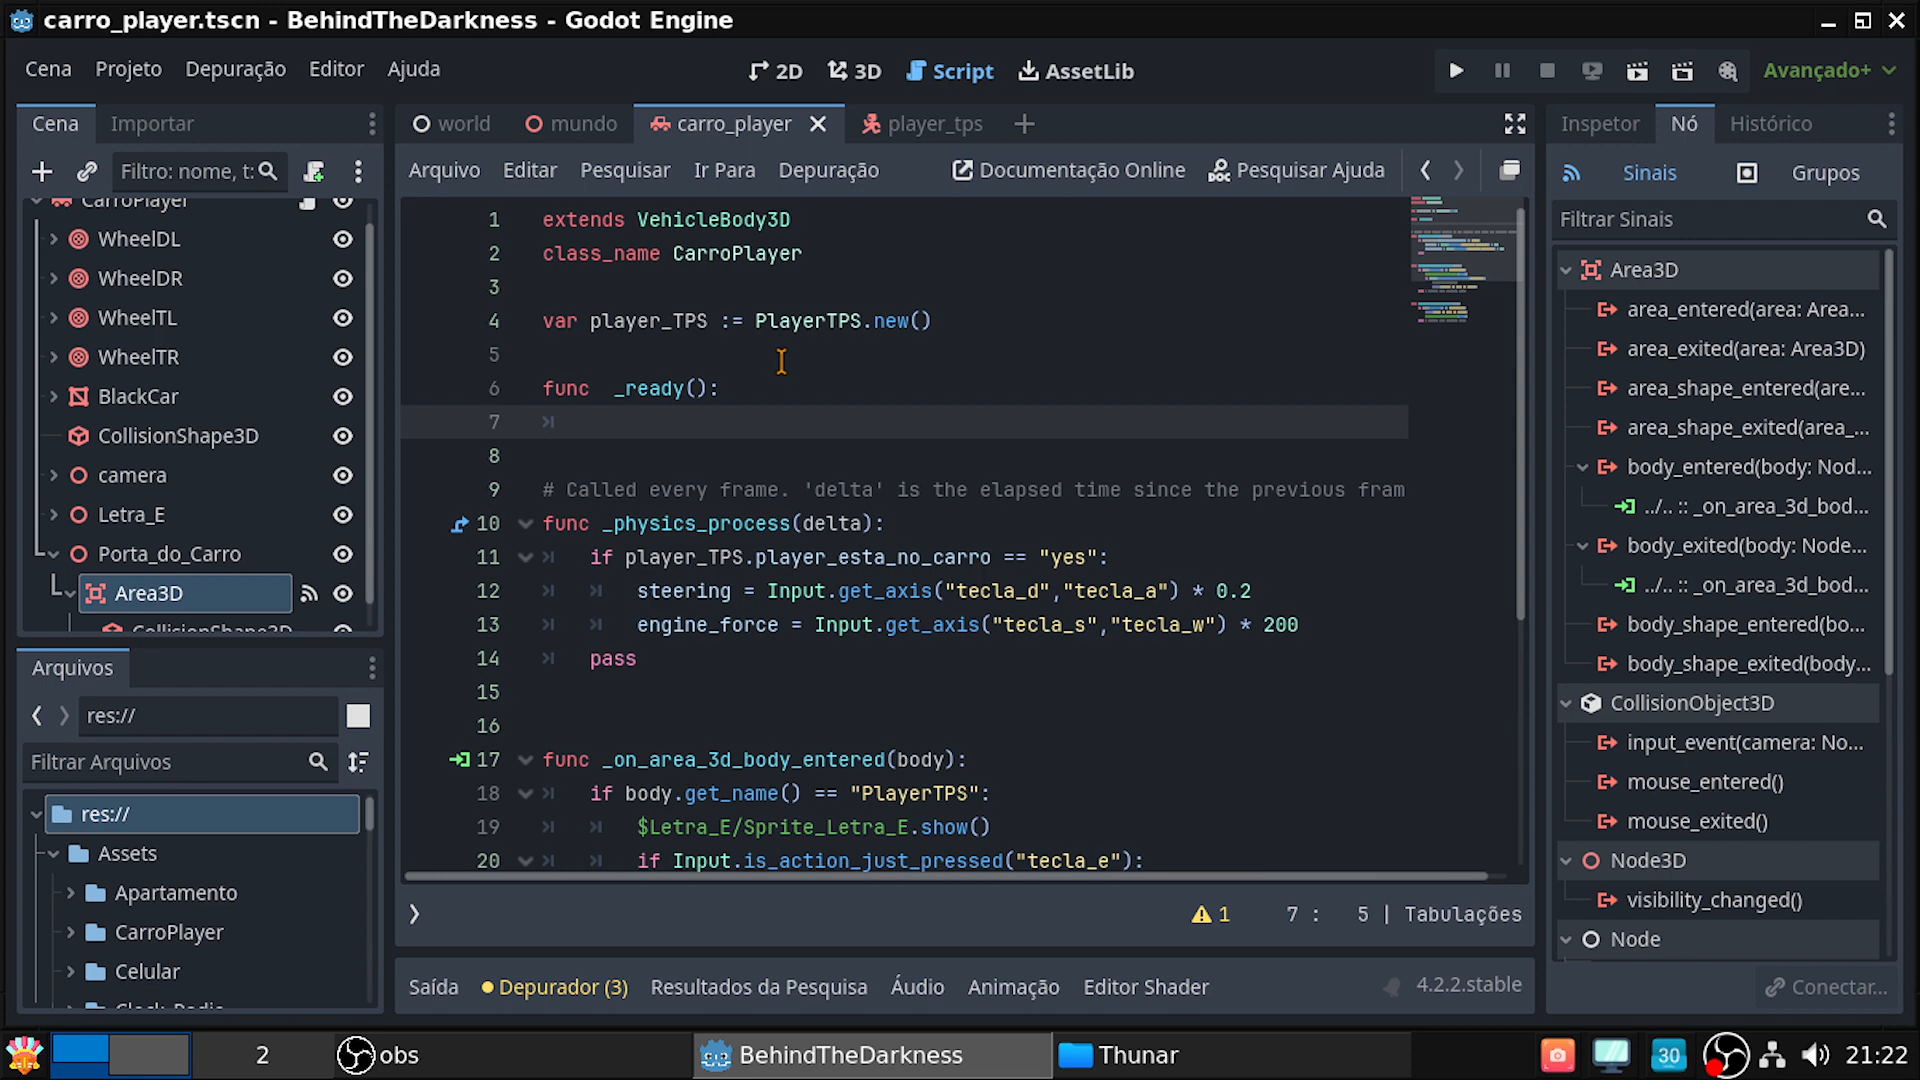 carro_player.tscn - BehindTheDarkness - Godot Engine
Cena Projeto Depuração Editor Ajuda
2D 3D Script AssetLib
Avançado+
Cena Importar
Filtro: nome, t:
CarroPlayer
WheelDL
WheelDR
WheelTL
WheelTR
BlackCar
CollisionShape3D
camera
Letra_E
Porta_do_Carro
Area3D
CollisionShape3D
Arquivos
res://
Filtrar Arquivos
res://
Assets
Apartamento
CarroPlayer
Celular
world mundo carro_player player_tps
Arquivo Editar Pesquisar Ir Para Depuração Documentação Online Pesquisar Ajuda
1 extends VehicleBody3D
2 class_name CarroPlayer
3
4 var player_TPS := PlayerTPS.new()
5
6 func _ready():
7
8
9 # Called every frame. 'delta' is the elapsed time since the previous fram
10 func _physics_process(delta):
11 if player_TPS.player_esta_no_carro == "yes":
12 steering = Input.get_axis("tecla_d","tecla_a") * 0.2
13 engine_force = Input.get_axis("tecla_s","tecla_w") * 200
14 pass
15
16
17 func _on_area_3d_body_entered(body):
18 if body.get_name() == "PlayerTPS":
19 $Letra_E/Sprite_Letra_E.show()
20 if Input.is_action_just_pressed("tecla_e"):
1 7 : 5 | Tabulações
Saída Depurador (3) Resultados da Pesquisa Áudio Animação Editor Shader 4.2.2.stable
Inspetor Nó Histórico
Sinais Grupos
Filtrar Sinais
Area3D
area_entered(area: Area...
area_exited(area: Area3D)
area_shape_entered(are...
area_shape_exited(area_...
body_entered(body: Nod...
../.. :: _on_area_3d_bod...
body_exited(body: Node...
../.. :: _on_area_3d_bod...
body_shape_entered(bo...
body_shape_exited(body...
CollisionObject3D
input_event(camera: No...
mouse_entered()
mouse_exited()
Node3D
visibility_changed()
Node
Conectar...
2 obs BehindTheDarkness Thunar 30 21:22